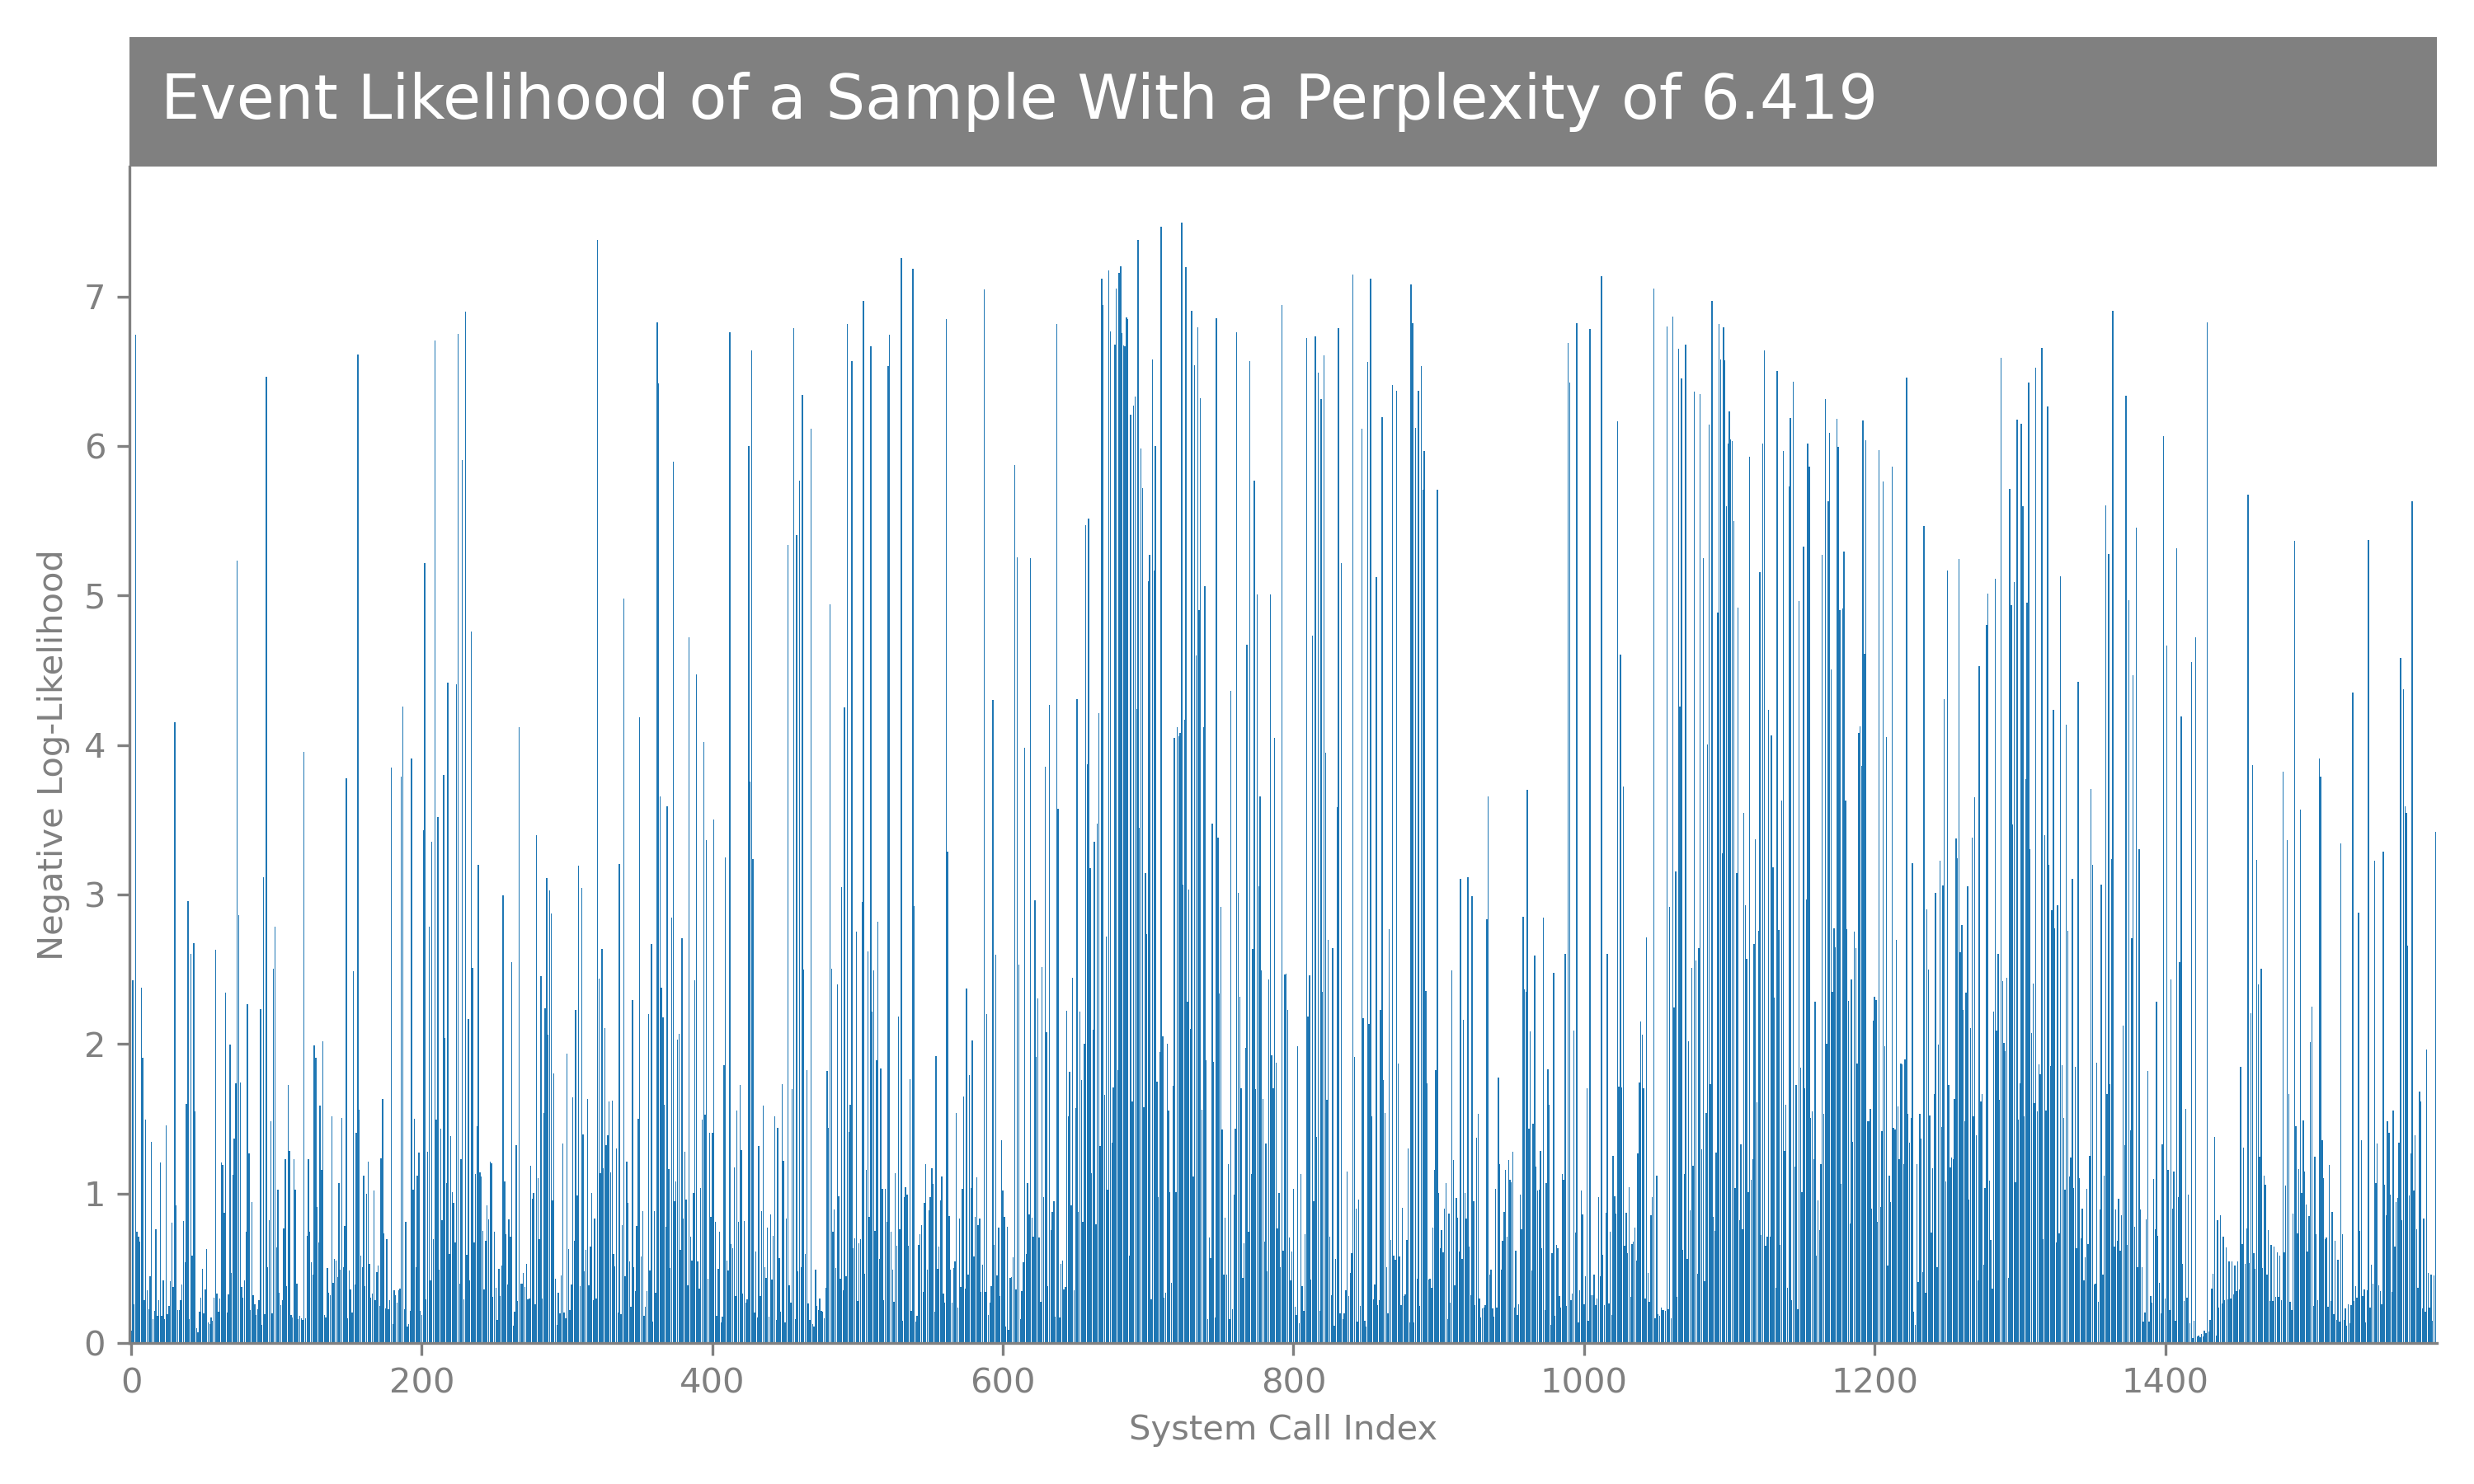 Event Likelihood of a Sample With a Perplexity of 6.419
Negative Log-Likelihood
7
6
5
4
3
2
1
0
0 200 400 600 800 1000 1200 1400
System Call Index